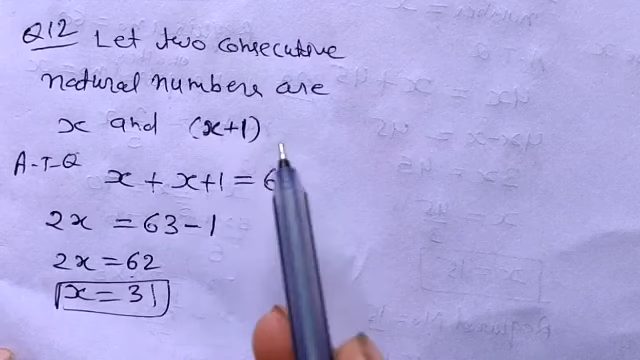 Q12 Let two consecutive
natural numbers are
x and (x+1)
A-T-Q
x + x+1 = 6
2x = 63-1
2x = 62
x = 31